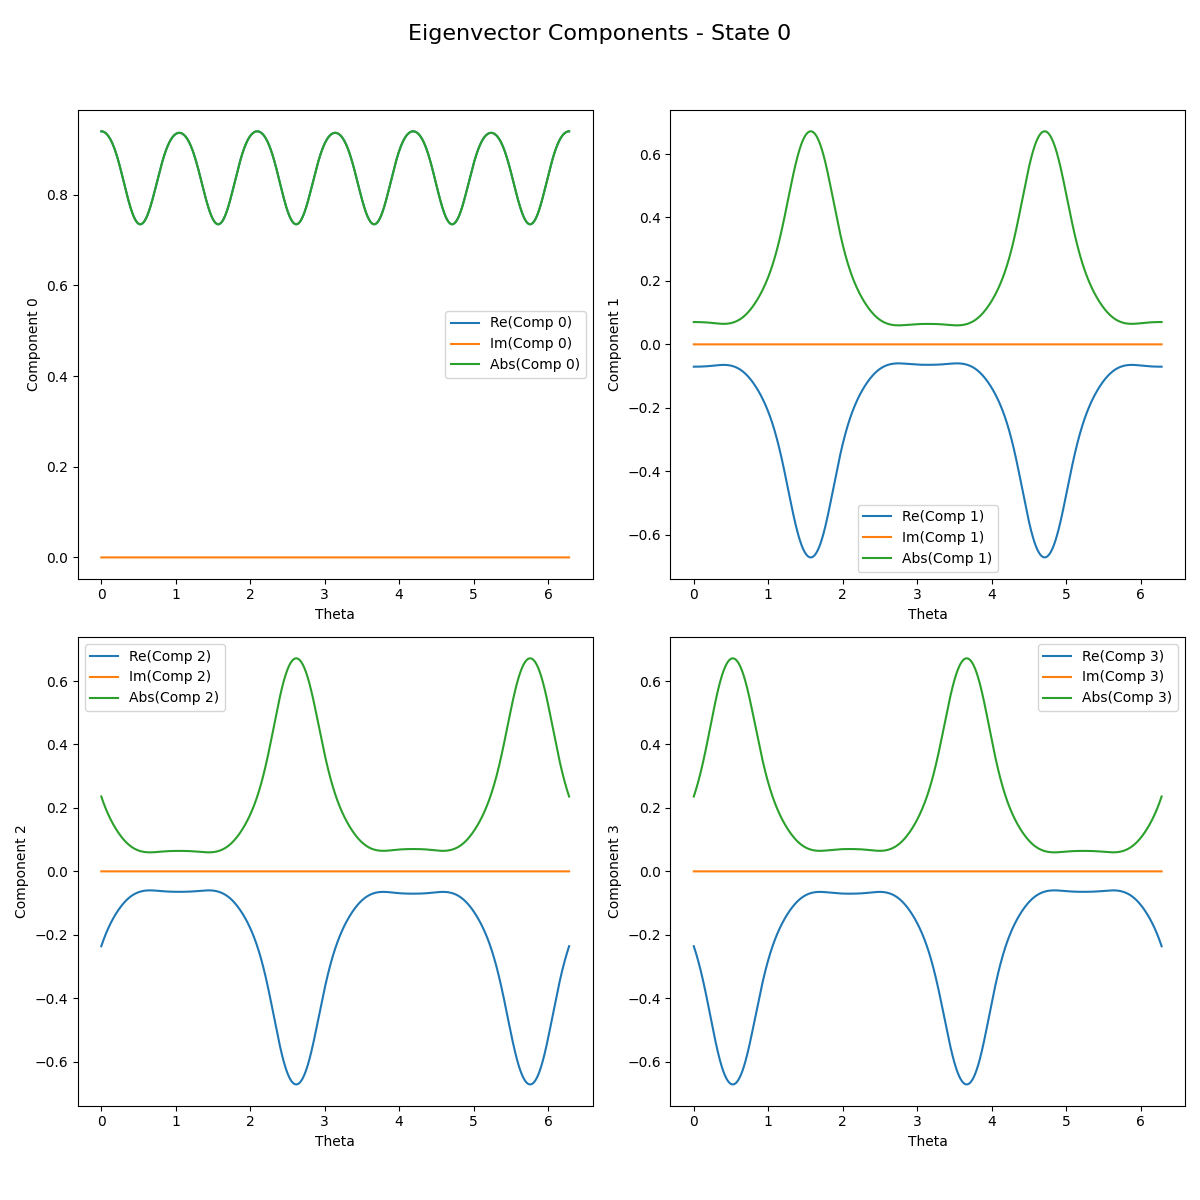 Eigenvector Components - State 0
Component 0
0.8
0.6
0.4
0.2
0.0
Re(Comp 0)
Im(Comp 0)
Abs(Comp 0)
0 1 2 3 4 5 6
Theta
Component 1
0.6
0.4
0.2
0.0
−0.2
−0.4
−0.6
Re(Comp 1)
Im(Comp 1)
Abs(Comp 1)
0 1 2 3 4 5 6
Theta
Component 2
0.6
0.4
0.2
0.0
−0.2
−0.4
−0.6
Re(Comp 2)
Im(Comp 2)
Abs(Comp 2)
0 1 2 3 4 5 6
Theta
Component 3
0.6
0.4
0.2
0.0
−0.2
−0.4
−0.6
Re(Comp 3)
Im(Comp 3)
Abs(Comp 3)
0 1 2 3 4 5 6
Theta